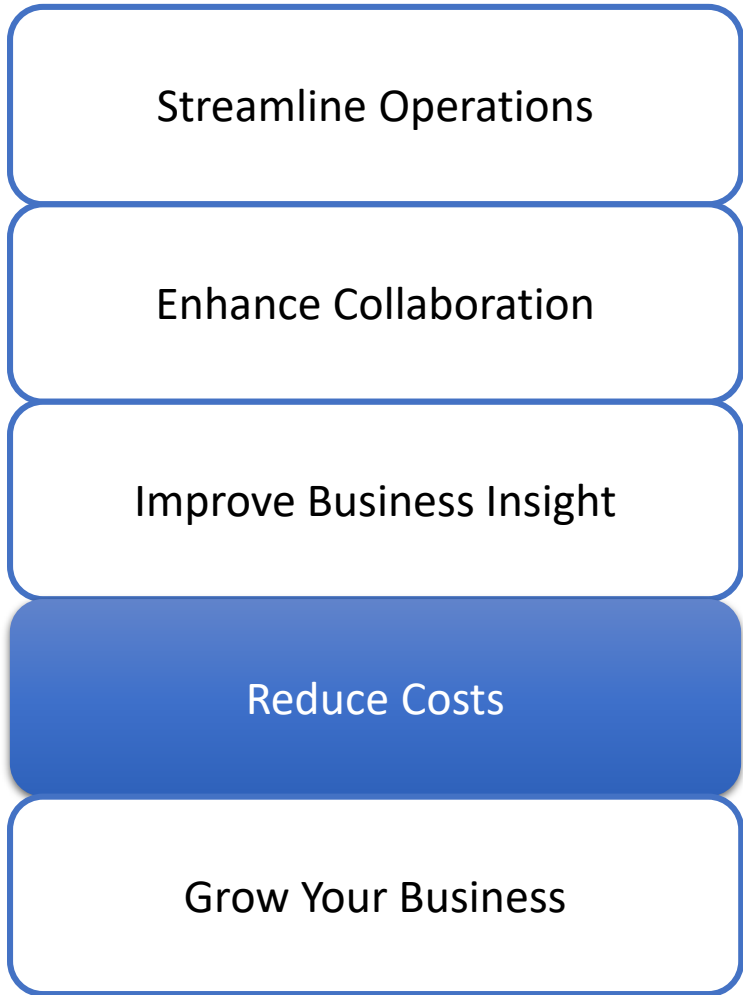 Streamline Operations
Enhance Collaboration
Improve Business Insight
Reduce Costs
Grow Your Business